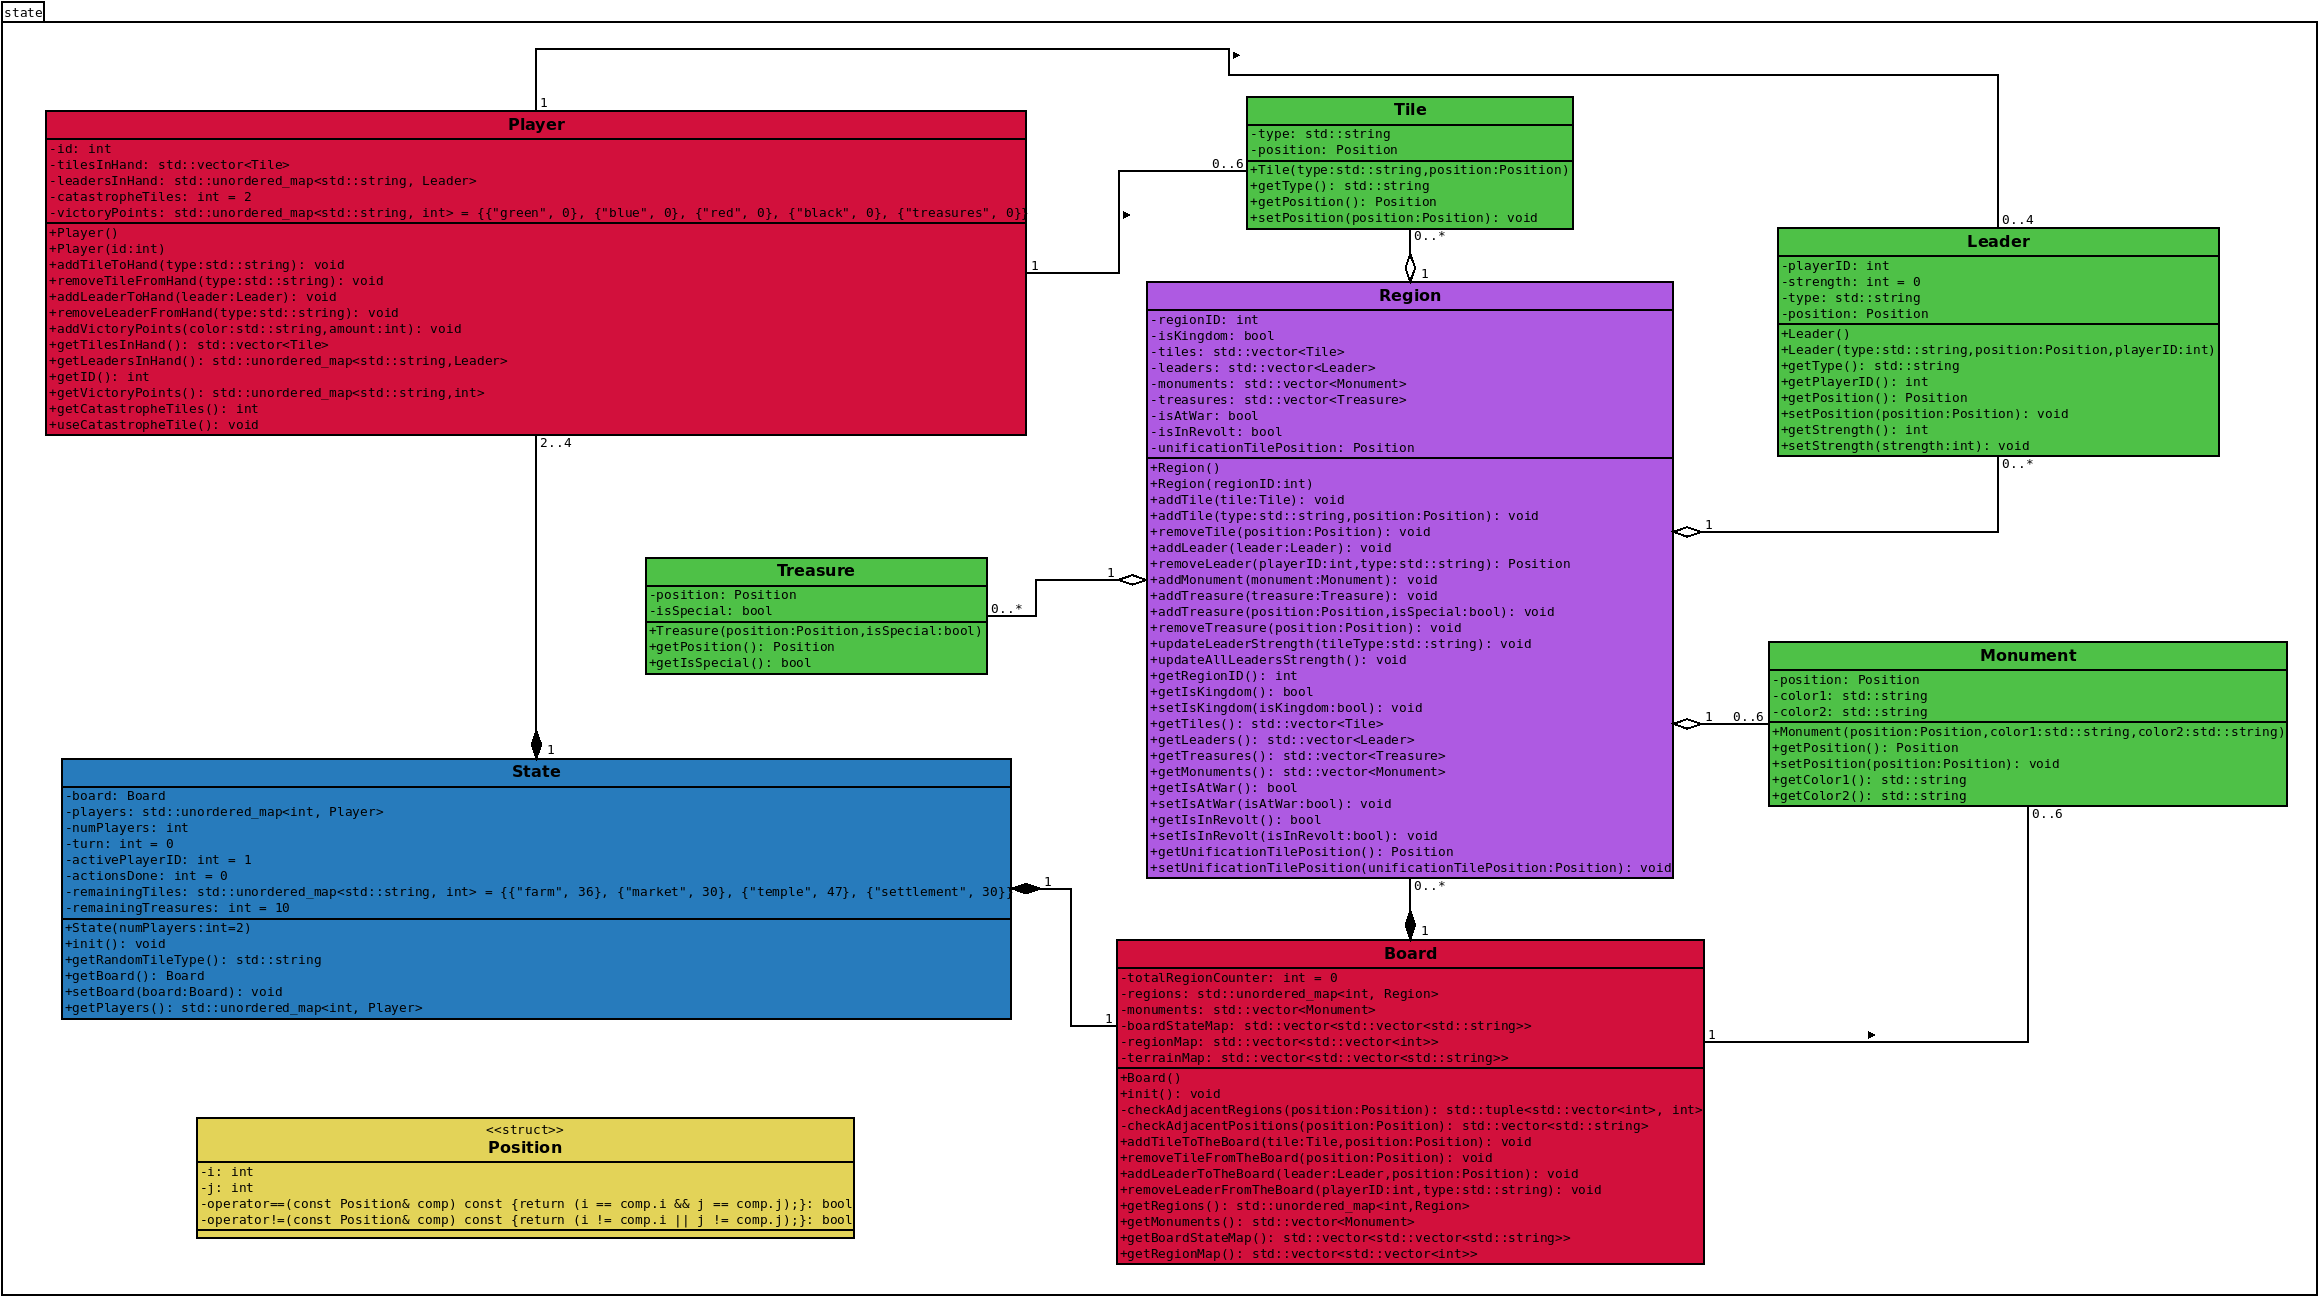 state
1
Player
-id: int
-tilesInHand: std::vector<Tile>
-leadersInHand: std::unordered_map<std::string, Leader>
-catastropheTiles: int = 2
-victoryPoints: std::unordered_map<std::string, int> = {{"green", 0}, {"blue", 0}, {"red", 0}, {"black", 0}, {"treasures", 0}}
+Player()
+Player(id:int)
+addTileToHand(type:std::string): void
+removeTileFromHand(type:std::string): void
+addLeaderToHand(leader:Leader): void
+removeLeaderFromHand(type:std::string): void
+addVictoryPoints(color:std::string,amount:int): void
+getTilesInHand(): std::vector<Tile>
+getLeadersInHand(): std::unordered_map<std::string,Leader>
+getID(): int
+getVictoryPoints(): std::unordered_map<std::string,int>
+getCatastropheTiles(): int
+useCatastropheTile(): void
1
0..6
2..4
Tile
-type: std::string
-position: Position
+Tile(type:std::string,position:Position)
+getType(): std::string
+getPosition(): Position
+setPosition(position:Position): void
0..*
1
0..4
Leader
-playerID: int
-strength: int = 0
-type: std::string
-position: Position
+Leader()
+Leader(type:std::string,position:Position,playerID:int)
+getType(): std::string
+getPlayerID(): int
+getPosition(): Position
+setPosition(position:Position): void
+getStrength(): int
+setStrength(strength:int): void
0..*
1
Region
-regionID: int
-isKingdom: bool
-tiles: std::vector<Tile>
-leaders: std::vector<Leader>
-monuments: std::vector<Monument>
-treasures: std::vector<Treasure>
-isAtWar: bool
-isInRevolt: bool
-unificationTilePosition: Position
+Region()
+Region(regionID:int)
+addTile(tile:Tile): void
+addTile(type:std::string,position:Position): void
+removeTile(position:Position): void
+addLeader(leader:Leader): void
+removeLeader(playerID:int,type:std::string): Position
+addMonument(monument:Monument): void
+addTreasure(treasure:Treasure): void
+addTreasure(position:Position,isSpecial:bool): void
+removeTreasure(position:Position): void
+updateLeaderStrength(tileType:std::string): void
+updateAllLeadersStrength(): void
+getRegionID(): int
+getIsKingdom(): bool
+setIsKingdom(isKingdom:bool): void
+getTiles(): std::vector<Tile>
+getLeaders(): std::vector<Leader>
+getTreasures(): std::vector<Treasure>
+getMonuments(): std::vector<Monument>
+getIsAtWar(): bool
+setIsAtWar(isAtWar:bool): void
+getIsInRevolt(): bool
+setIsInRevolt(isInRevolt:bool): void
+getUnificationTilePosition(): Position
+setUnificationTilePosition(unificationTilePosition:Position): void
0..*
1
Treasure
-position: Position
-isSpecial: bool
+Treasure(position:Position,isSpecial:bool)
+getPosition(): Position
+getIsSpecial(): bool
0..*
1
1 0..6
Monument
-position: Position
-color1: std::string
-color2: std::string
+Monument(position:Position,color1:std::string,color2:std::string)
+getPosition(): Position
+setPosition(position:Position): void
+getColor1(): std::string
+getColor2(): std::string
0..6
1
State
-board: Board
-players: std::unordered_map<int, Player>
-numPlayers: int
-turn: int = 0
-activePlayerID: int = 1
-actionsDone: int = 0
-remainingTiles: std::unordered_map<std::string, int> = {{"farm", 36}, {"market", 30}, {"temple", 47}, {"settlement", 30}}
-remainingTreasures: int = 10
+State(numPlayers:int=2)
+init(): void
+getRandomTileType(): std::string
+getBoard(): Board
+setBoard(board:Board): void
+getPlayers(): std::unordered_map<int, Player>
1
1
Board
-totalRegionCounter: int = 0
-regions: std::unordered_map<int, Region>
-monuments: std::vector<Monument>
-boardStateMap: std::vector<std::vector<std::string>>
-regionMap: std::vector<std::vector<int>>
-terrainMap: std::vector<std::vector<std::string>>
+Board()
+init(): void
-checkAdjacentRegions(position:Position): std::tuple<std::vector<int>, int>
-checkAdjacentPositions(position:Position): std::vector<std::string>
+addTileToTheBoard(tile:Tile,position:Position): void
+removeTileFromTheBoard(position:Position): void
+addLeaderToTheBoard(leader:Leader,position:Position): void
+removeLeaderFromTheBoard(playerID:int,type:std::string): void
+getRegions(): std::unordered_map<int,Region>
+getMonuments(): std::vector<Monument>
+getBoardStateMap(): std::vector<std::vector<std::string>>
+getRegionMap(): std::vector<std::vector<int>>
1
<<struct>>
Position
-i: int
-j: int
-operator==(const Position& comp) const {return (i == comp.i && j == comp.j);}: bool
-operator!=(const Position& comp) const {return (i != comp.i || j != comp.j);}: bool